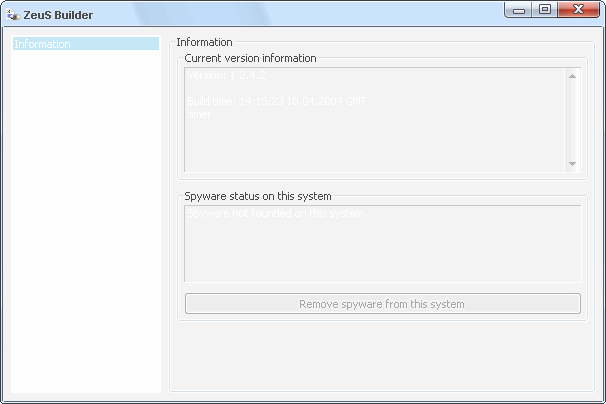 ZeuS Builder
Information
Information
Current version information
Version: 1.2.4.2
Build time: 14:15:23 10.04.2009 GMT
amer
Spyware status on this system
Spyware not founded on this system.
Remove spyware from this system